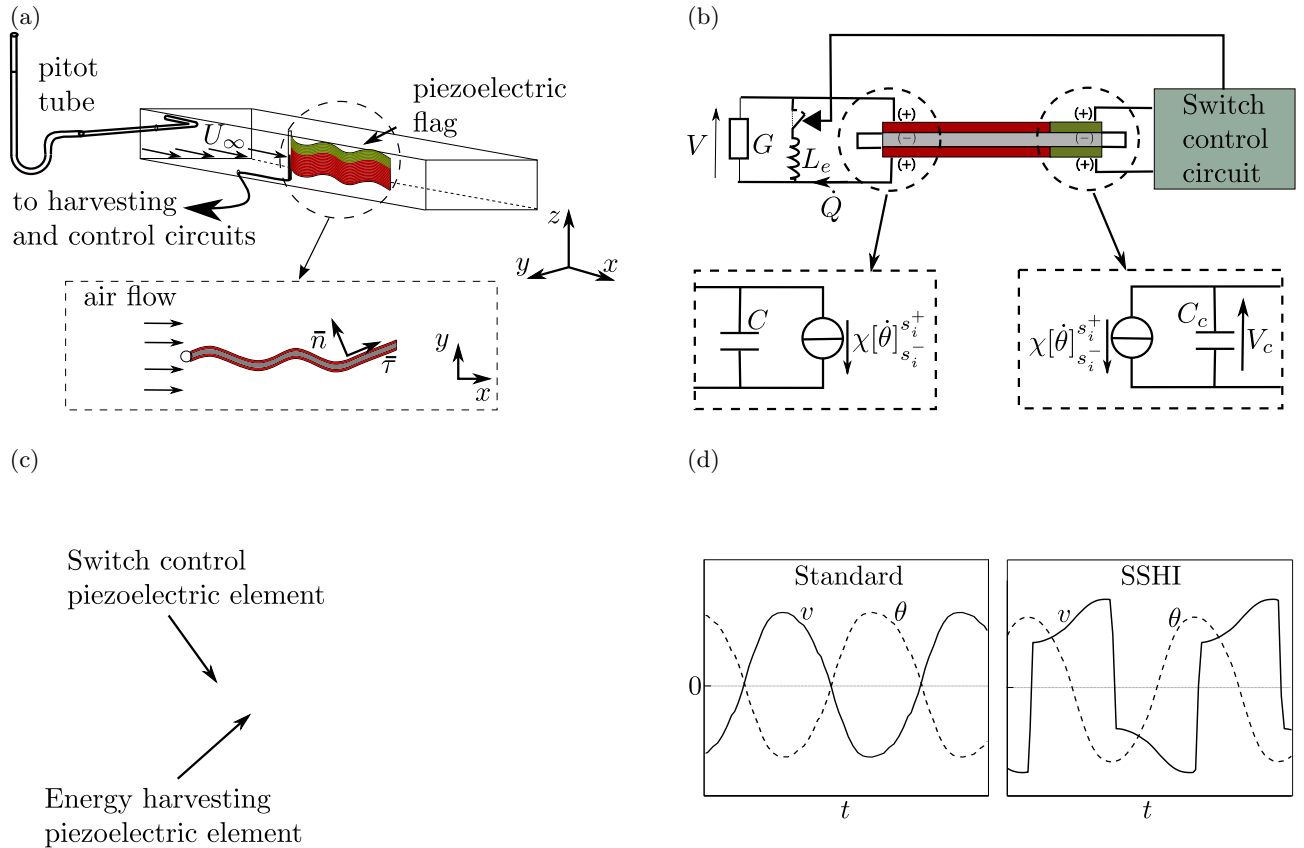 (a)
pitot
tube
U∞
piezoelectric
flag
to harvesting
and control circuits
z
y
x
air flow
n̄
τ̄
y
x
(b)
V
G
L_e
Q̇
(+)
(−)
(+)
(+)
(−)
(+)
Switch
control
circuit
C
χ[θ̇]_{s_i^-}^{s_i^+}
χ[θ̇]_{s_i^-}^{s_i^+}
C_c
V_c
(c)
Switch control
piezoelectric element
Energy harvesting
piezoelectric element
(d)
Standard
v
θ
0
t
SSHI
v
θ
t